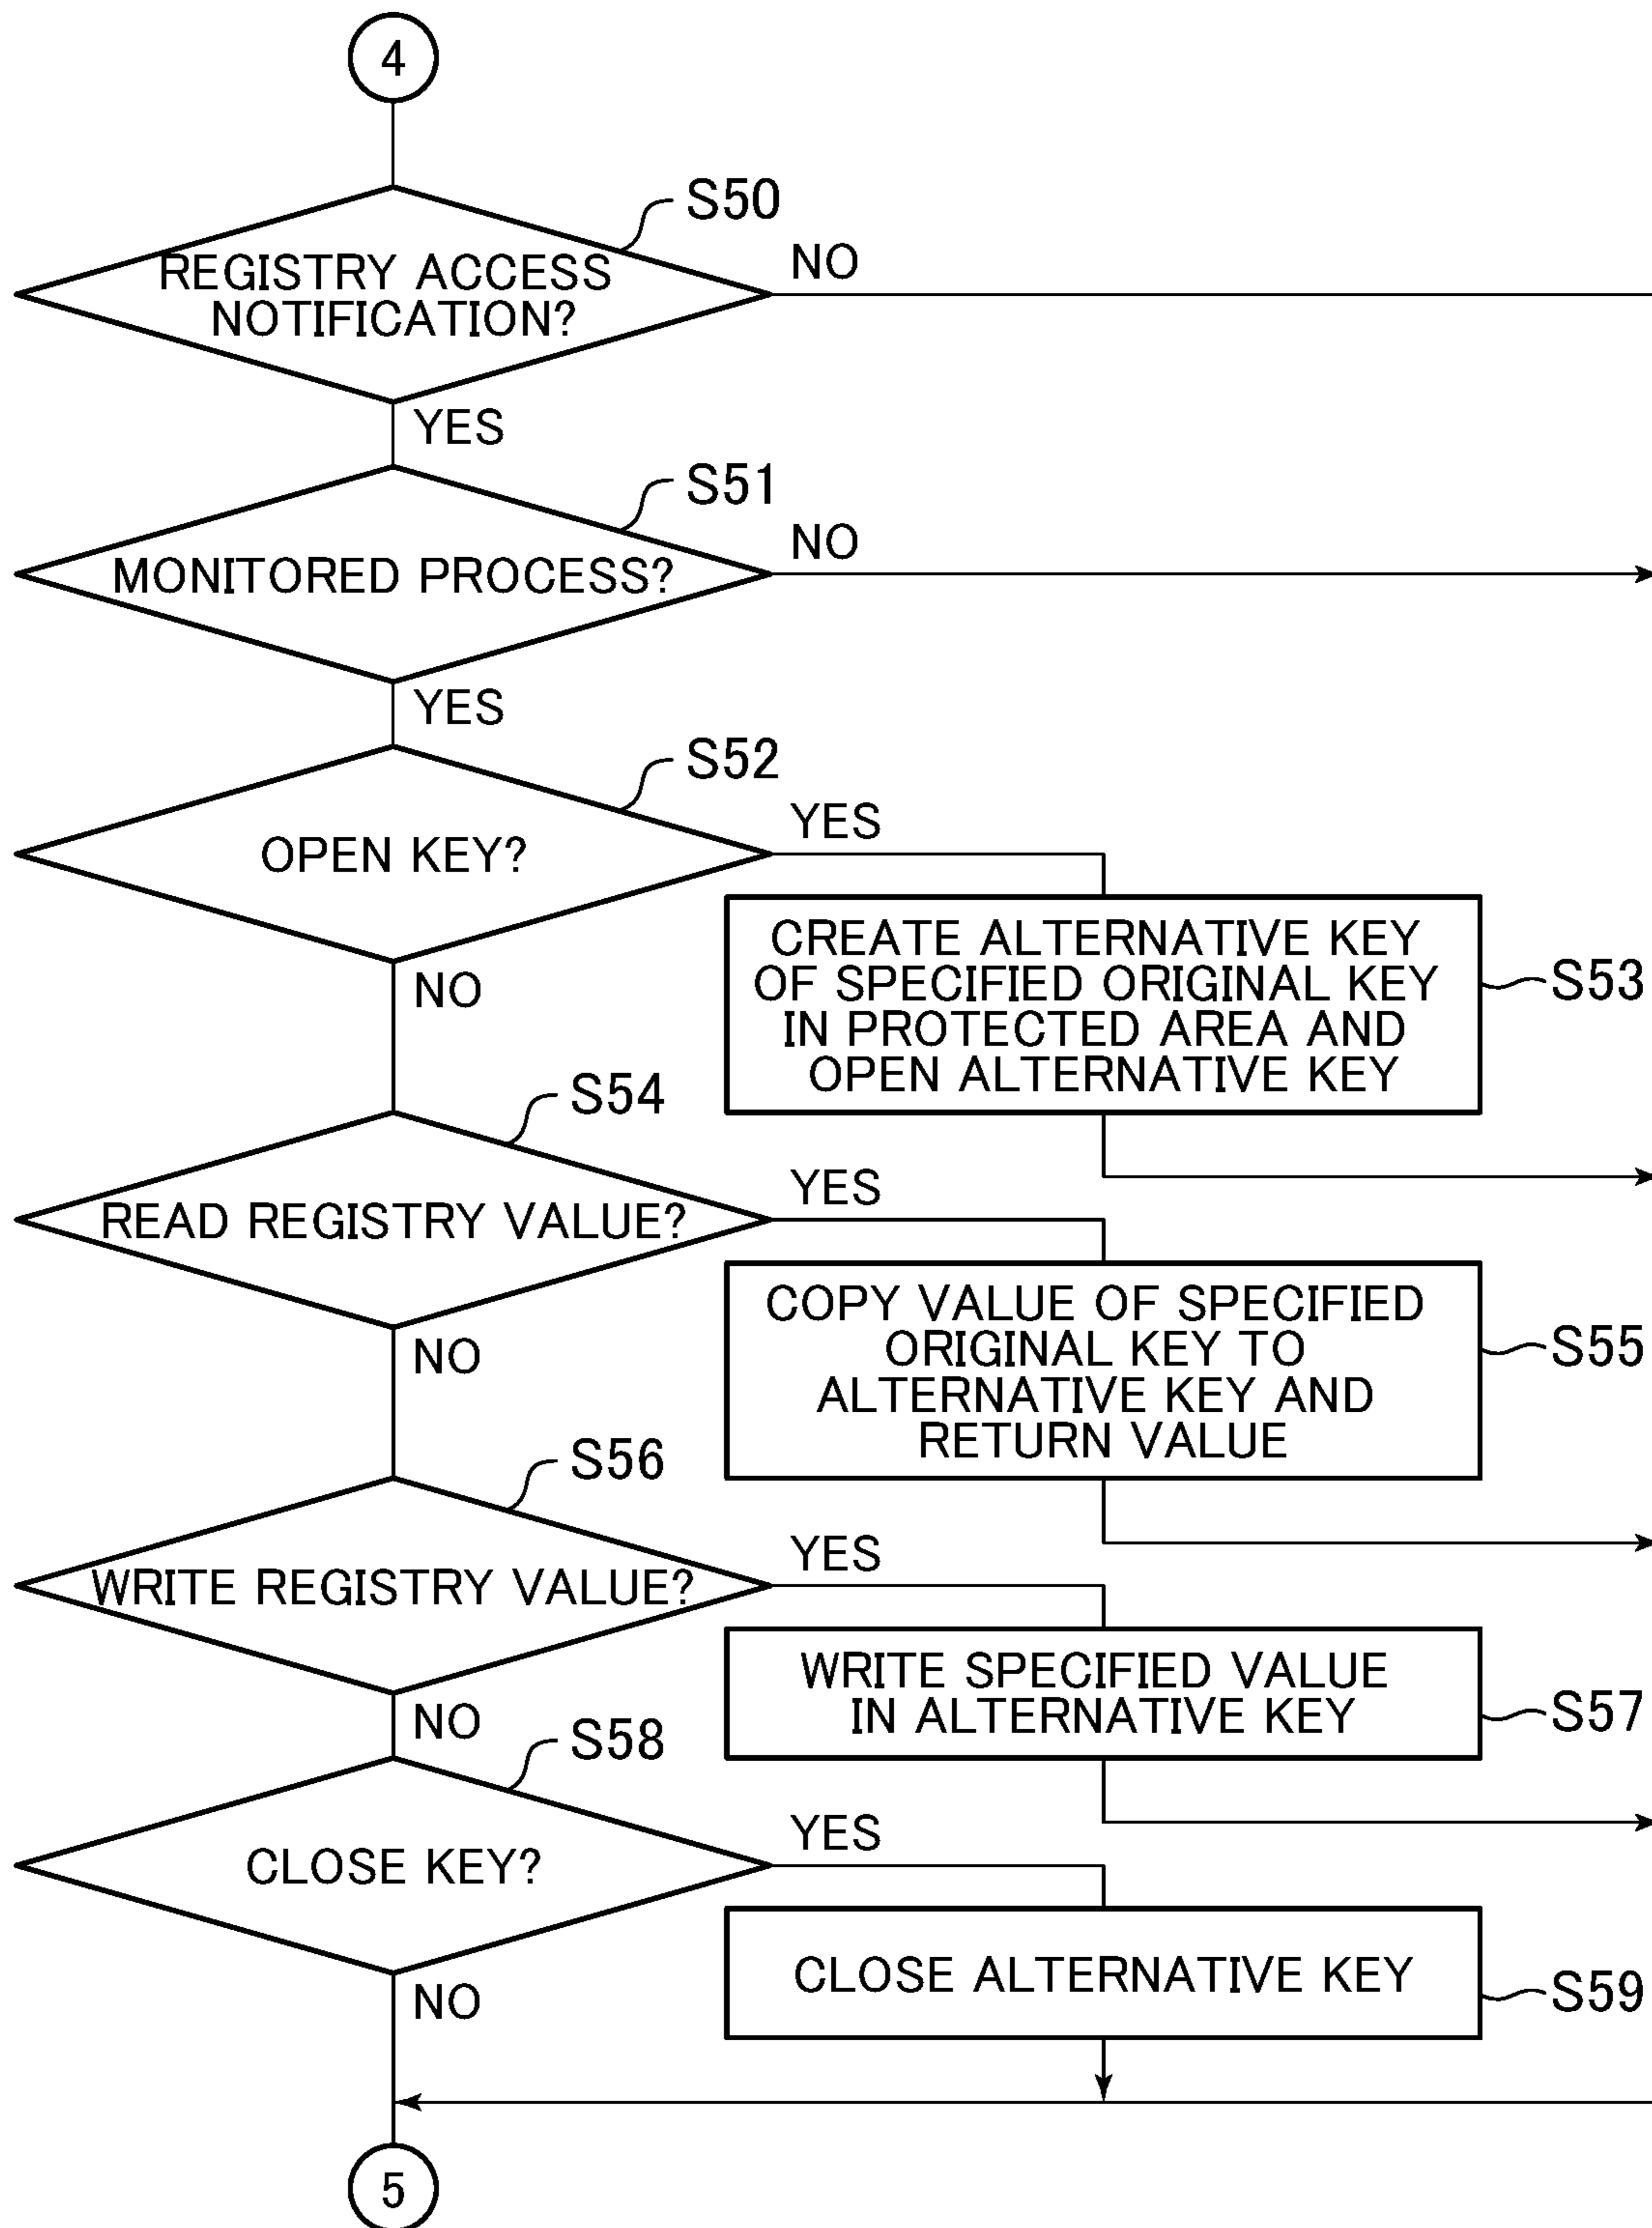 4
S50
REGISTRY ACCESS
NOTIFICATION?
NO
YES
S51
MONITORED PROCESS?
NO
YES
S52
OPEN KEY?
YES
NO
CREATE ALTERNATIVE KEY
OF SPECIFIED ORIGINAL KEY
IN PROTECTED AREA AND
OPEN ALTERNATIVE KEY
S53
S54
READ REGISTRY VALUE?
YES
NO
COPY VALUE OF SPECIFIED
ORIGINAL KEY TO
ALTERNATIVE KEY AND
RETURN VALUE
S55
S56
WRITE REGISTRY VALUE?
YES
NO
WRITE SPECIFIED VALUE
IN ALTERNATIVE KEY
S57
S58
CLOSE KEY?
YES
NO
CLOSE ALTERNATIVE KEY
S59
5